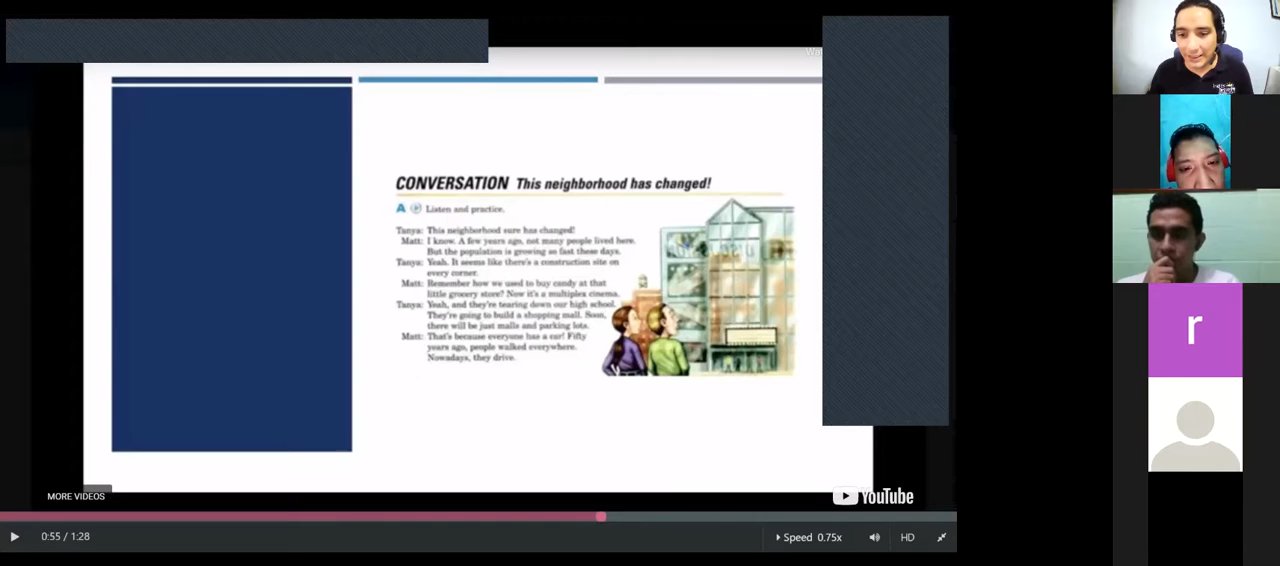 CONVERSATION This neighborhood has changed!
A Listen and practice.
Tanya: This neighborhood sure has changed!
Matt: I know. A few years ago, not many people lived here.
But the population is growing so fast these days.
Tanya: Yeah. It seems like there's a construction site on
every corner.
Matt: Remember how we used to buy candy at that
little grocery store? Now it's a multiplex cinema.
Tanya: Yeah, and they're tearing down our high school.
They're going to build a shopping mall. Soon,
there will be just malls and parking lots.
Matt: That's because everyone has a car! Fifty
years ago, people walked everywhere.
Nowadays, they drive.
MORE VIDEOS
YouTube
0:55 / 1:28
Speed 0.75x
HD
r